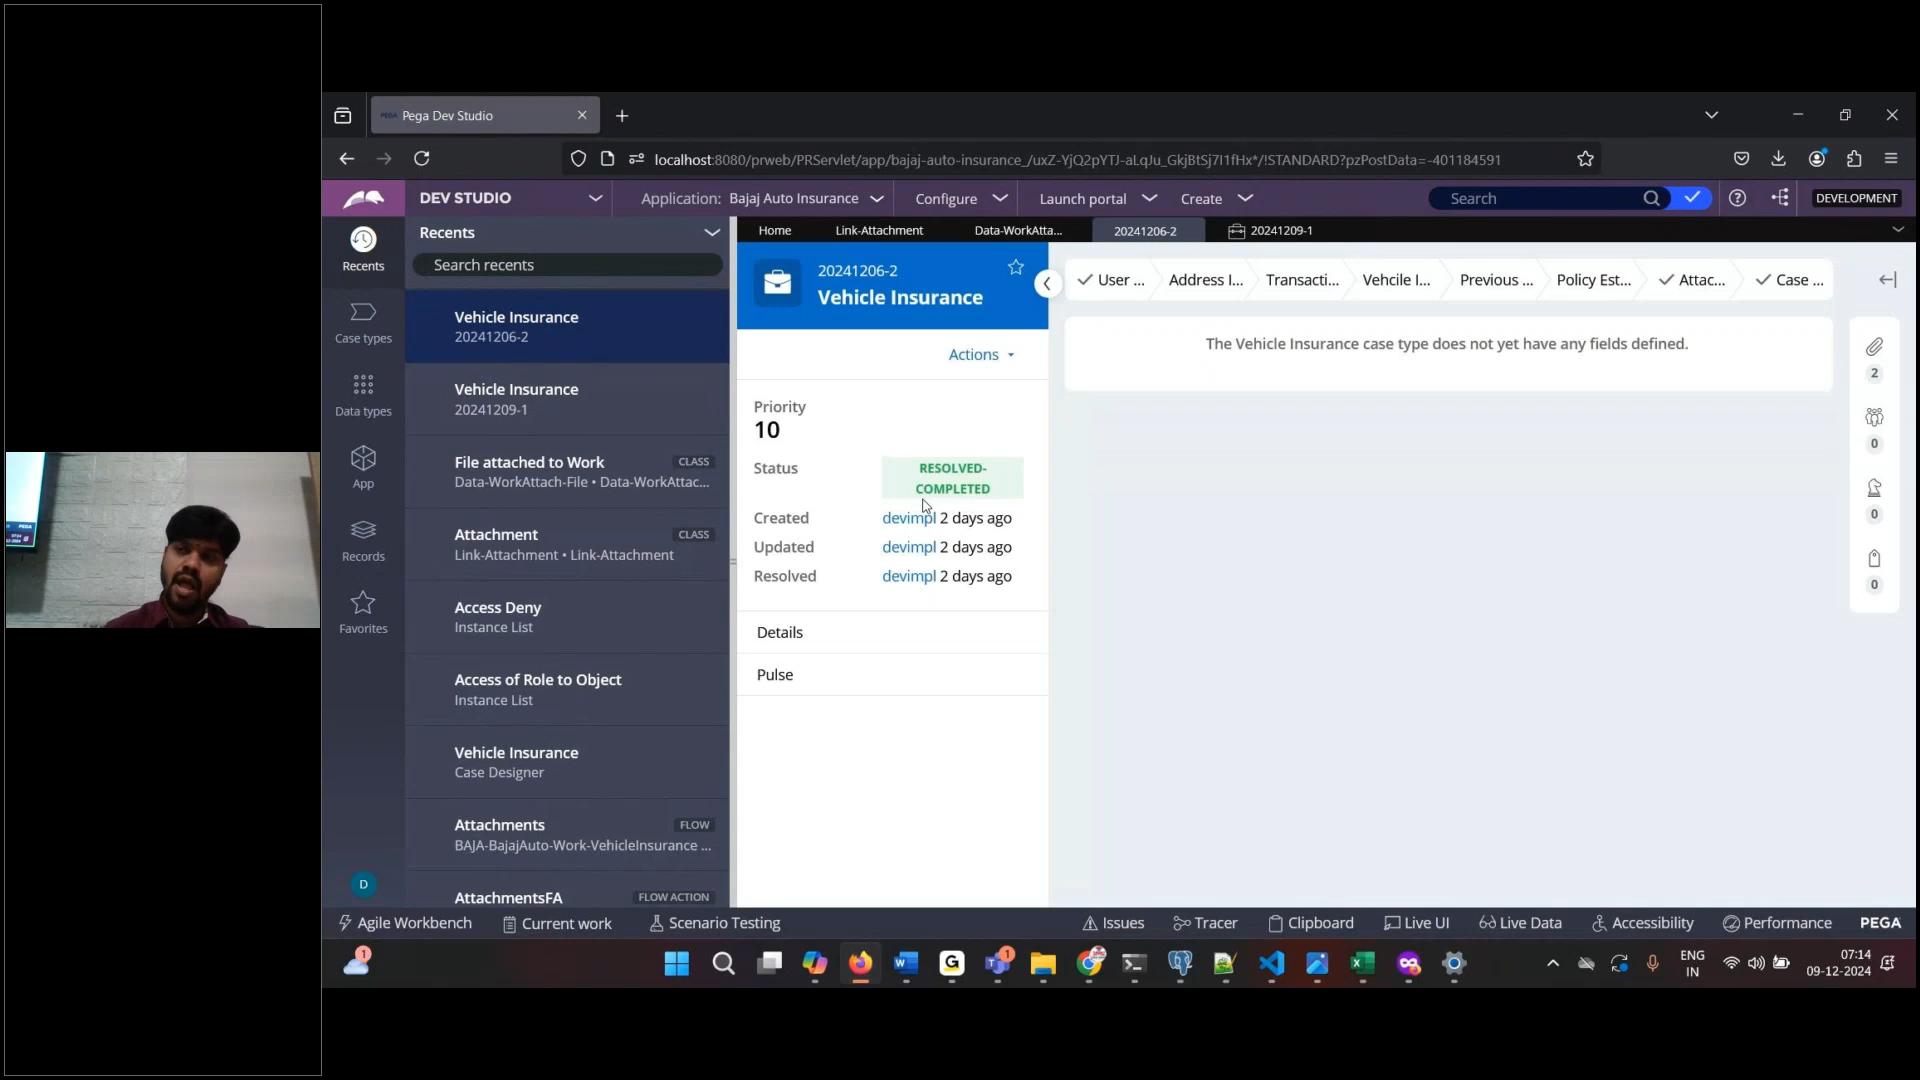 Pega Dev Studio
localhost:8080/prweb/PRServlet/app/bajaj-auto-insurance_/uxZ-YjQ2pYTJ-aLqJu_GkjBtSj7I1fHx*/!STANDARD?pzPostData=-401184591
DEV STUDIO
Application: Bajaj Auto Insurance
Configure
Launch portal
Create
Search
DEVELOPMENT
Recents
Case types
Data types
App
Records
Favorites
D
Recents
Search recents
Vehicle Insurance
20241206-2
Vehicle Insurance
20241209-1
File attached to Work CLASS
Data-WorkAttach-File • Data-WorkAttac...
Attachment CLASS
Link-Attachment • Link-Attachment
Access Deny
Instance List
Access of Role to Object
Instance List
Vehicle Insurance
Case Designer
Attachments FLOW
BAJA-BajajAuto-Work-VehicleInsurance ...
AttachmentsFA FLOW ACTION
Home Link-Attachment Data-WorkAtta... 20241206-2 20241209-1
20241206-2
Vehicle Insurance
Actions
Priority
10
Status RESOLVED-
COMPLETED
Created devimpl 2 days ago
Updated devimpl 2 days ago
Resolved devimpl 2 days ago
Details
Pulse
User ... Address I... Transacti... Vehcile I... Previous ... Policy Est... Attac... Case ...
The Vehicle Insurance case type does not yet have any fields defined.
2
0
0
0
Agile Workbench Current work Scenario Testing Issues Tracer Clipboard Live UI Live Data Accessibility Performance PEGA
1
1
ENG
IN
07:14
09-12-2024